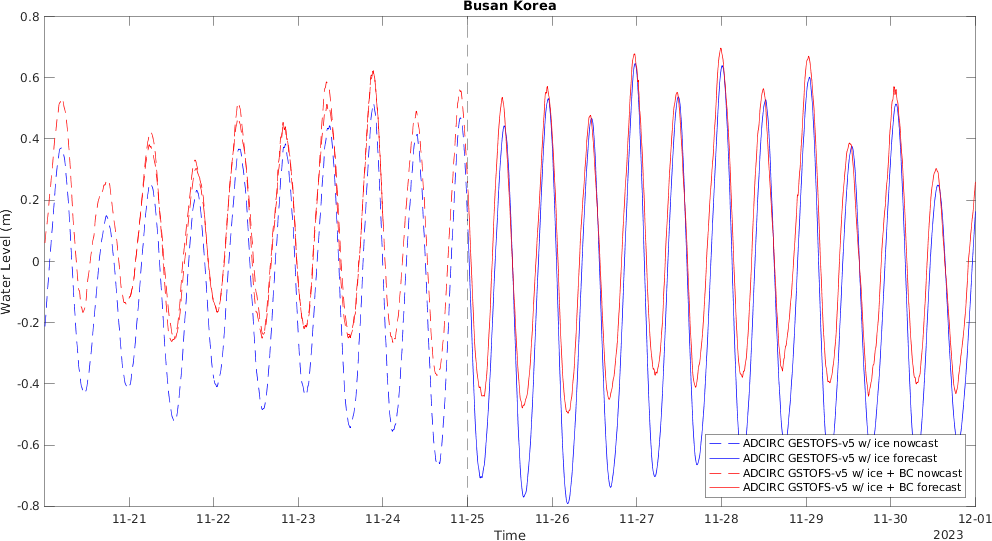 Busan Korea
Water Level (m)
0.8
0.6
0.4
0.2
0
-0.2
-0.4
-0.6
-0.8
ADCIRC GESTOFS-v5 w/ ice nowcast
ADCIRC GESTOFS-v5 w/ ice forecast
ADCIRC GSTOFS-v5 w/ ice + BC nowcast
ADCIRC GSTOFS-v5 w/ ice + BC forecast
11-21 11-22 11-23 11-24 11-25 11-26 11-27 11-28 11-29 11-30 12-01
Time
2023